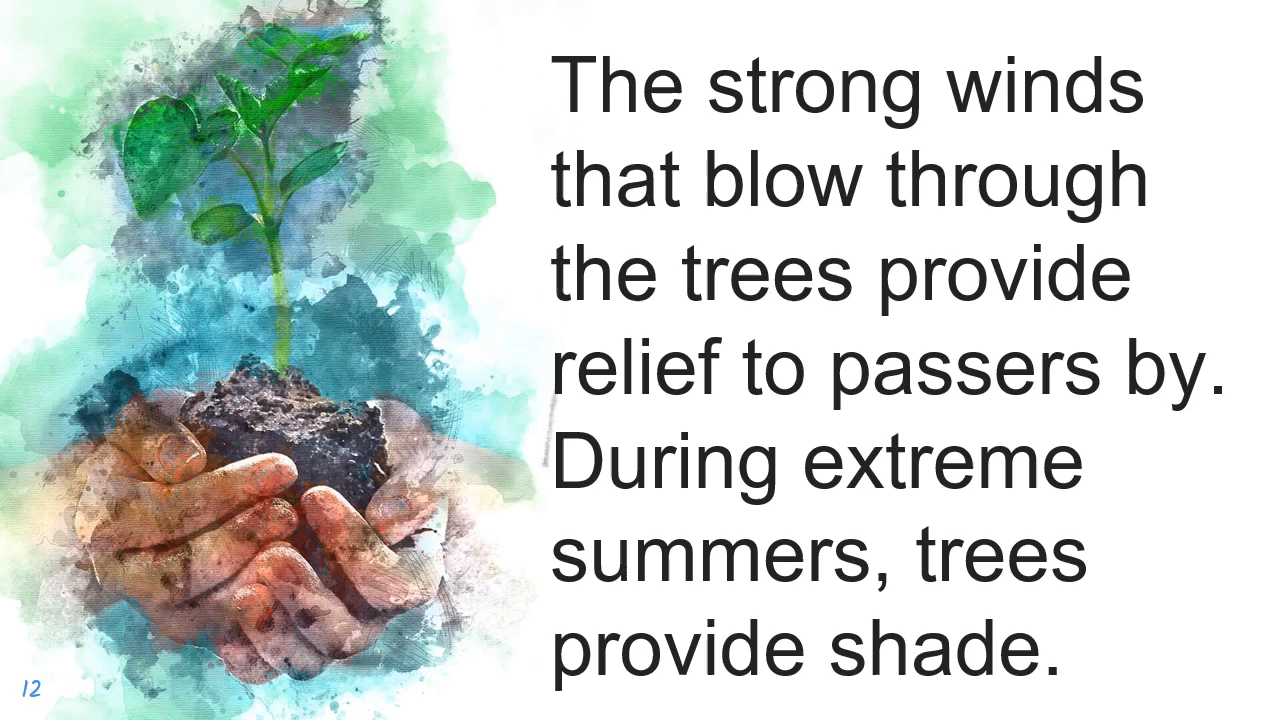 The strong winds
that blow through
the trees provide
relief to passers by.
During extreme
summers, trees
provide shade.
12